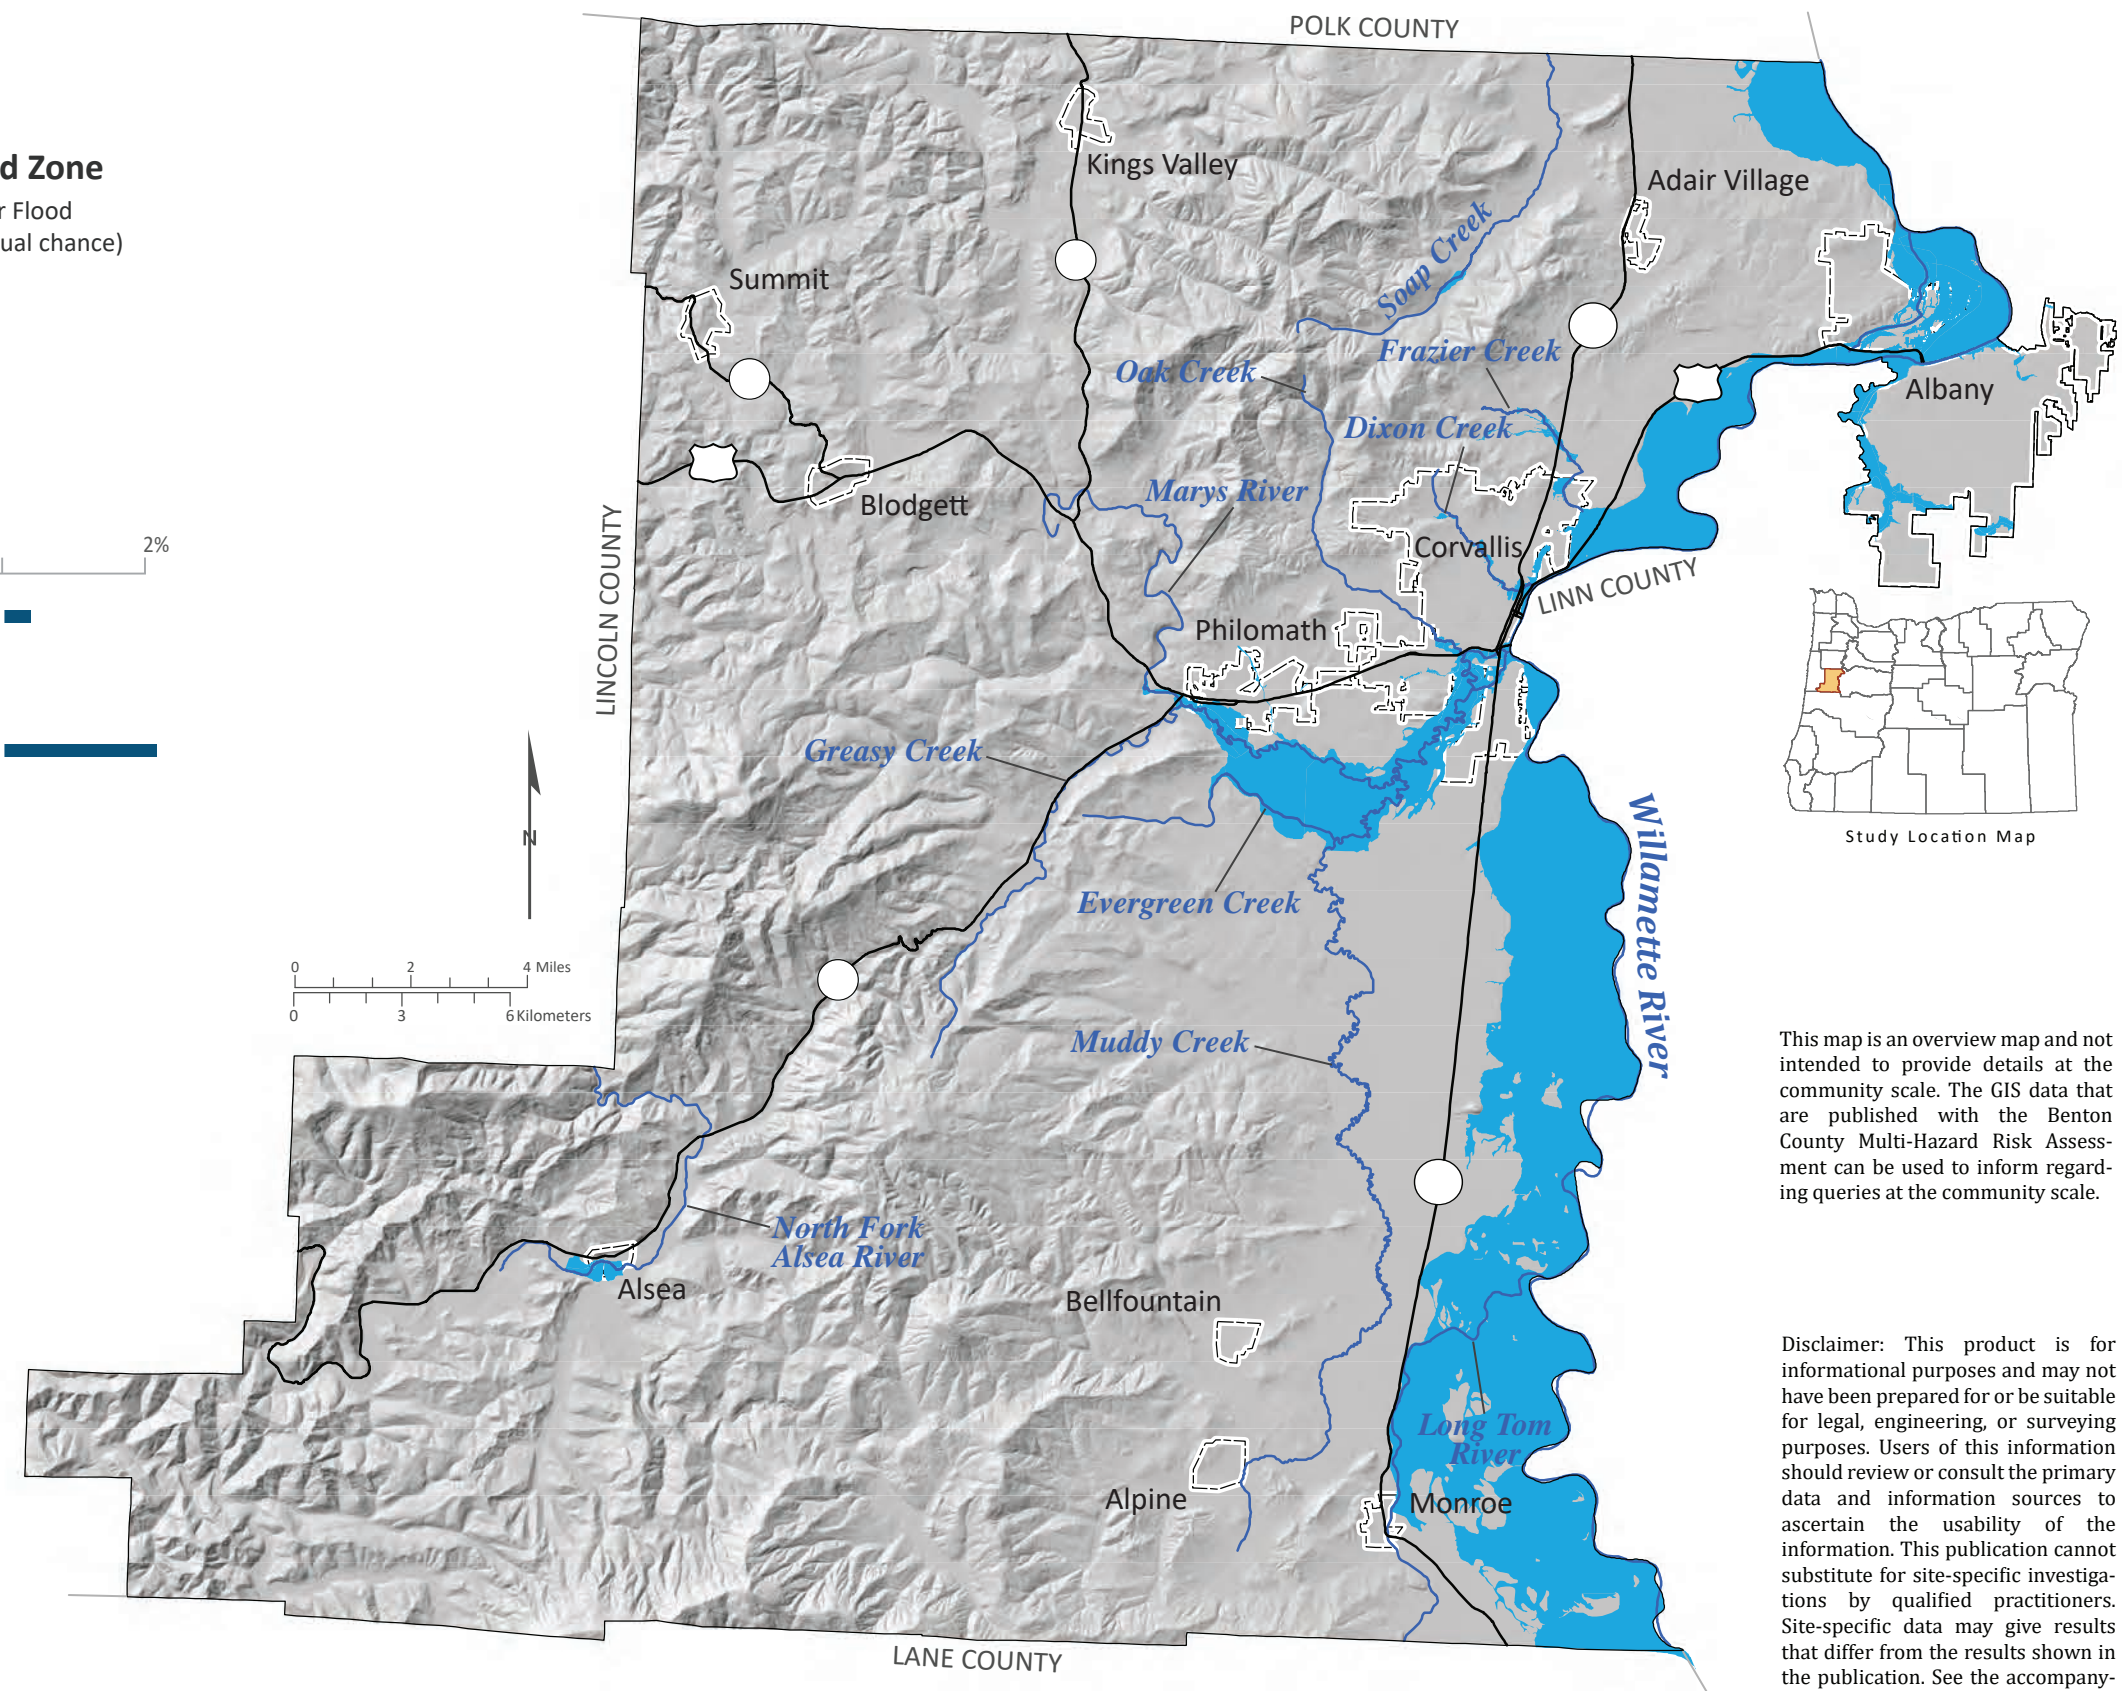 POLK COUNTY
d Zone
r Flood
ual chance)
Kings Valley
Adair Village
Soap Creek
Summit
Frazier Creek
Oak Creek
Albany
Dixon Creek
Marys River
Blodgett
Corvallis
2%
LINCOLN COUNTY
LINN COUNTY
Philomath
Greasy Creek
N
Willamette River
Study Location Map
Evergreen Creek
0 2 4 Miles
0 3 6 Kilometers
Muddy Creek
This map is an overview map and not
intended to provide details at the
community scale. The GIS data that
are published with the Benton
County Multi-Hazard Risk Assess-
ment can be used to inform regard-
ing queries at the community scale.
North Fork
Alsea River
Alsea
Bellfountain
Long Tom
River
Alpine
Monroe
Disclaimer: This product is for
informational purposes and may not
have been prepared for or be suitable
for legal, engineering, or surveying
purposes. Users of this information
should review or consult the primary
data and information sources to
ascertain the usability of the
information. This publication cannot
substitute for site-specific investiga-
tions by qualified practitioners.
Site-specific data may give results
that differ from the results shown in
the publication. See the accompany-
LANE COUNTY